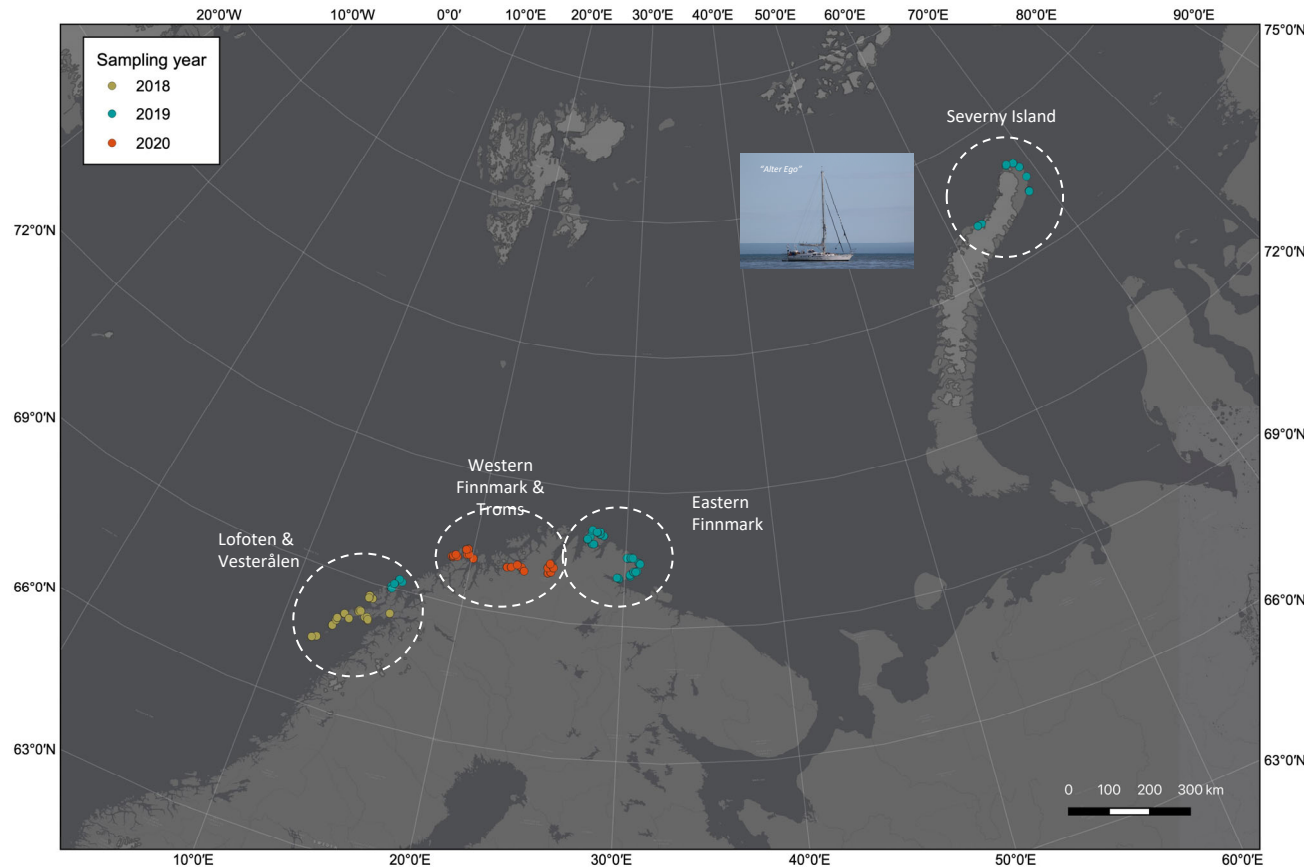 20°0'W
10°0'W
0°0'
10°0'E
20°0'E
30°0'E
40°0'E
50°0'E
60°0'E
70°0'E
80°0'E
90°0'E
75°0'N
75°0'N
Sampling year
2018
2019
2020
Severny Island
"Alter Ego"
72°0'N
72°0'N
69°0'N
69°0'N
Western
Finnmark &
Troms
Eastern
Finnmark
Lofoten &
Vesterålen
66°0'N
66°0'N
63°0'N
63°0'N
0 100 200 300 km
10°0'E
20°0'E
30°0'E
40°0'E
50°0'E
60°0'E